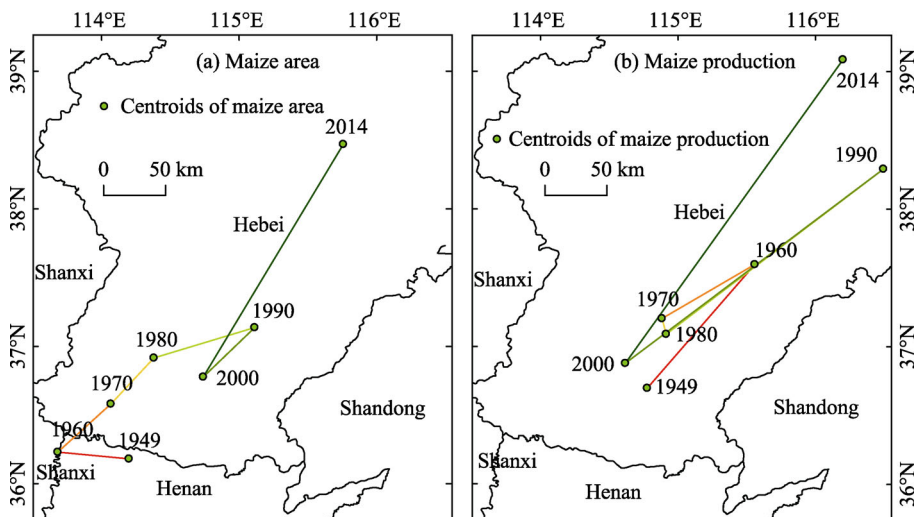 114°E 115°E 116°E 114°E 115°E 116°E
39°N 38°N 37°N 36°N
(a) Maize area
Centroids of maize area
0 50 km
2014
Hebei
Shanxi
1990
1980
2000
1970
1960
1949
Shandong
Shanxi
Henan
(b) Maize production
2014
Centroids of maize production
0 50 km
1990
Hebei
1960
Shanxi
1970
1980
2000
1949
Shandong
Shanxi
Henan
39°N 38°N 37°N 36°N